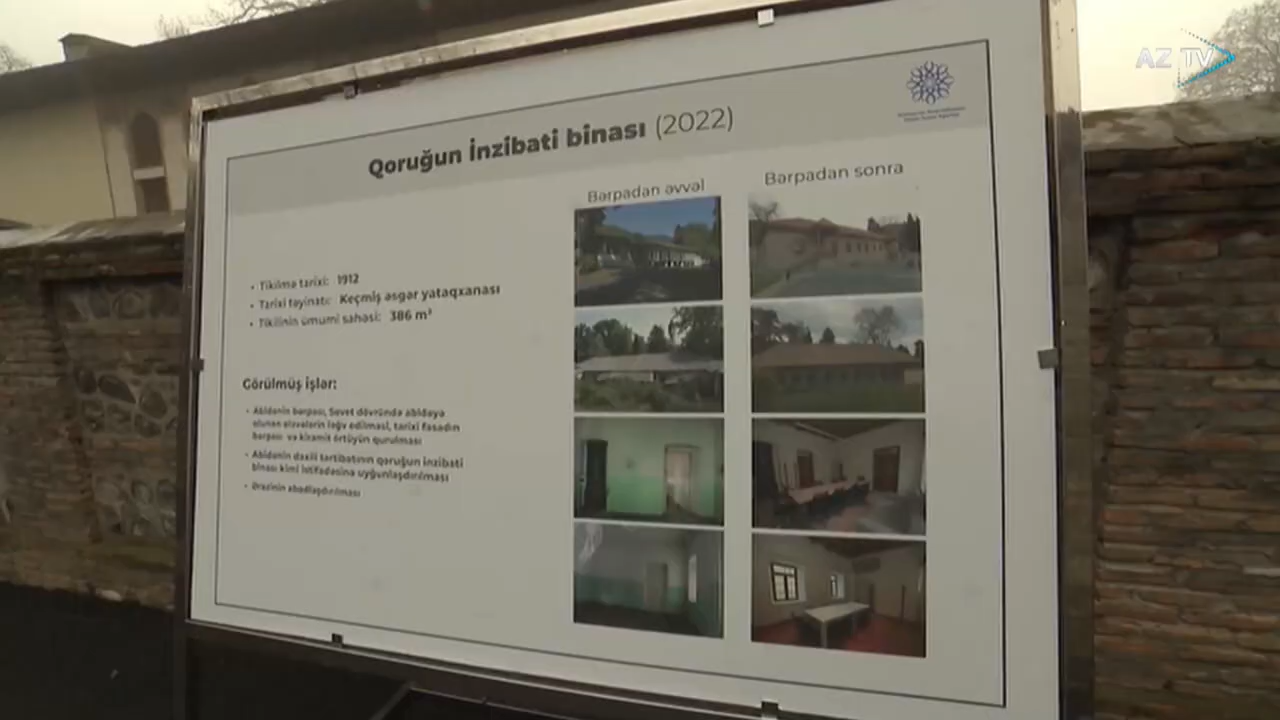 AZ TV
Qoruğun İnzibati binası (2022)
Bərpadan əvvəl
Bərpadan sonra
• Tikilmə tarixi: 1912
• Tarixi təyinatı: Keçmiş əsgər yataqxanası
• Tikilinin ümumi sahəsi: 386 m²
Görülmüş işlər:
• Abidənin bərpası, Sovet dövründə abidəyə
olunan əlavələrin ləğv edilməsi, tarixi fasadın
bərpası və kirəmit örtüyün qurulması
• Abidənin daxili tərtibatının qoruğun inzibati
binası kimi istifadəsinə uyğunlaşdırılması
• Ərazinin abadlaşdırılması